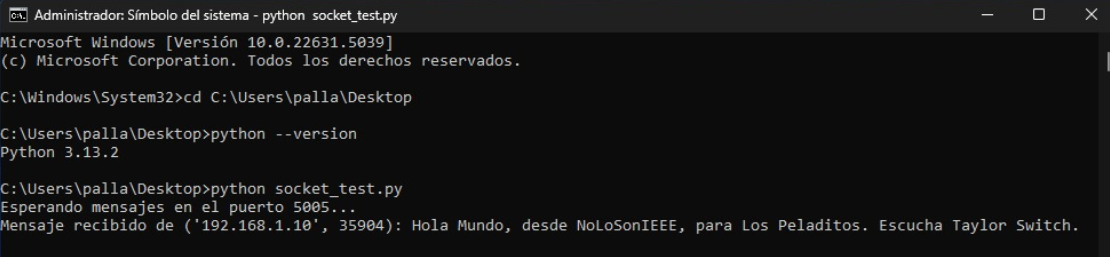 Administrador: Símbolo del sistema - python  socket_test.py
Microsoft Windows [Versión 10.0.22631.5039]
(c) Microsoft Corporation. Todos los derechos reservados.
C:\Windows\System32>cd C:\Users\palla\Desktop
C:\Users\palla\Desktop>python --version
Python 3.13.2
C:\Users\palla\Desktop>python socket_test.py
Esperando mensajes en el puerto 5005...
Mensaje recibido de ('192.168.1.10', 35904): Hola Mundo, desde NoLoSonIEEE, para Los Peladitos. Escucha Taylor Switch.